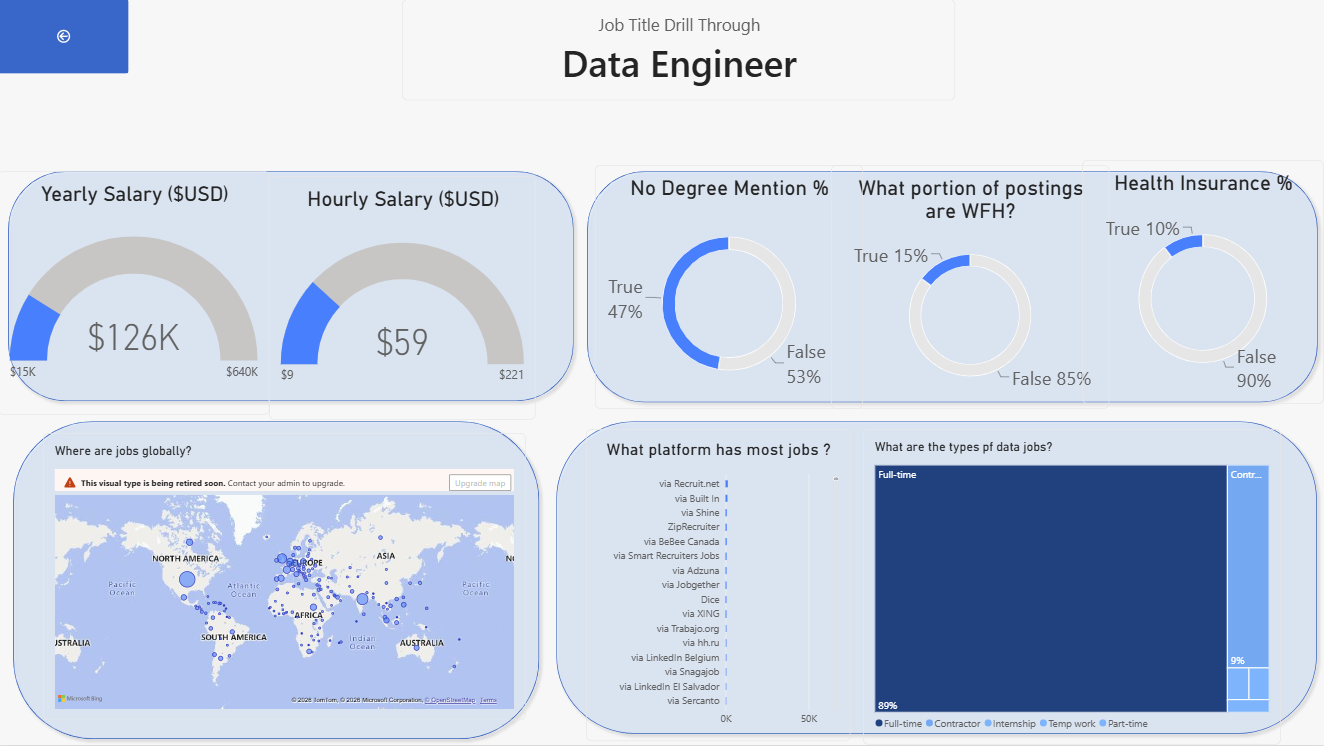 Job Title Drill Through
Data Engineer
Yearly Salary ($USD)
$126K
$15K
$640K
Hourly Salary ($USD)
$59
$9
$221
No Degree Mention %
True
47%
False
53%
What portion of postings
are WFH?
True 15%
False 85%
Health Insurance %
True 10%
False
90%
Where are jobs globally?
This visual type is being retired soon. Contact your admin to upgrade.
Upgrade map
NORTH AMERICA
EUROPE
ASIA
Pacific
Ocean
Atlantic
Ocean
Pacific
Ocean
AFRICA
SOUTH AMERICA
Indian
Ocean
AUSTRALIA
USTRALIA
NO
Microsoft Bing
© 2026 TomTom, © 2026 Microsoft Corporation, © OpenStreetMap Terms
What platform has most jobs ?
via Recruit.net
via Built In
via Shine
ZipRecruiter
via BeBee Canada
via Smart Recruiters Jobs
via Adzuna
via Jobgether
Dice
via XING
via Trabajo.org
via hh.ru
via LinkedIn Belgium
via Snagajob
via LinkedIn El Salvador
via Sercanto
0K
50K
What are the types pf data jobs?
Full-time
89%
Contr...
9%
Full-time
Contractor
Internship
Temp work
Part-time